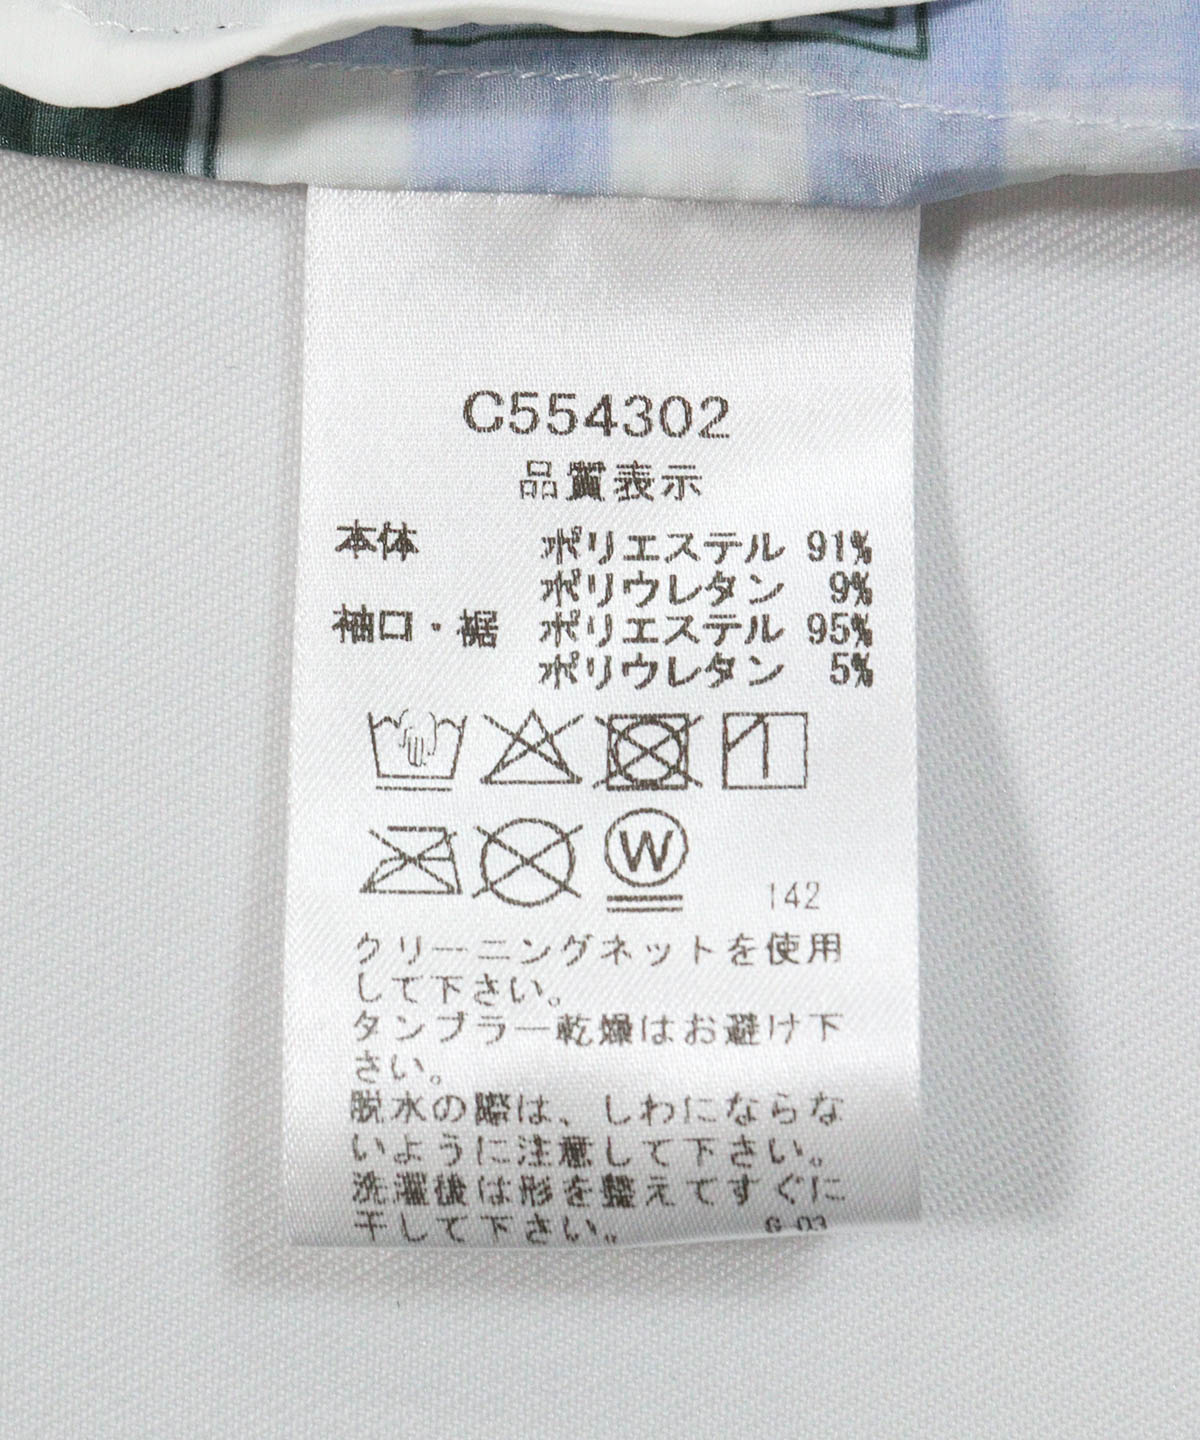 C554302
品質表示
本体 ポリエステル 91%
ポリウレタン 9%
袖口・裾 ポリエステル 95%
ポリウレタン 5%
W
142
クリーニングネットを使用
して下さい。
タンブラー乾燥はお避け下
さい。
脱水の際は、しわにならな
いように注意して下さい。
洗濯後は形を整えてすぐに
干して下さい。 G 03